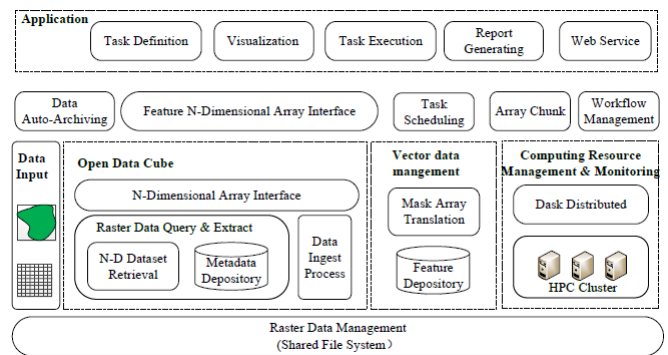 Application
Task Definition
Visualization
Task Execution
Report
Generating
Web Service
Data
Auto-Archiving
Feature N-Dimensional Array Interface
Task
Scheduling
Array Chunk
Workflow
Management
Data
Input
Open Data Cube
N-Dimensional Array Interface
Raster Data Query & Extract
N-D Dataset
Retrieval
Metadata
Depository
Data
Ingest
Process
Vector data
mangement
Mask Array
Translation
Feature
Depository
Computing Resource
Management & Monitoring
Dask Distributed
HPC Cluster
Raster Data Management
(Shared File System）